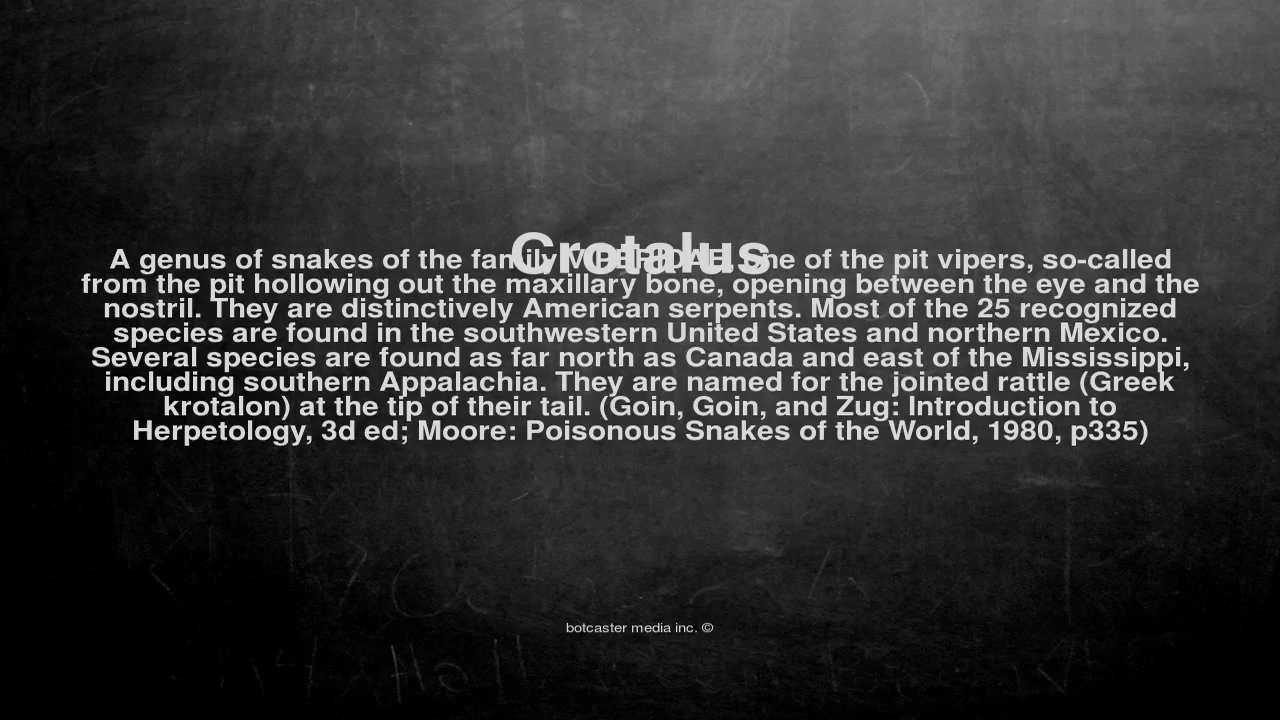 Crotalus
A genus of snakes of the family VIPERIDAE, one of the pit vipers, so-called
from the pit hollowing out the maxillary bone, opening between the eye and the
nostril. They are distinctively American serpents. Most of the 25 recognized
species are found in the southwestern United States and northern Mexico.
Several species are found as far north as Canada and east of the Mississippi,
including southern Appalachia. They are named for the jointed rattle (Greek
krotalon) at the tip of their tail. (Goin, Goin, and Zug: Introduction to
Herpetology, 3d ed; Moore: Poisonous Snakes of the World, 1980, p335)
botcaster media inc. ©